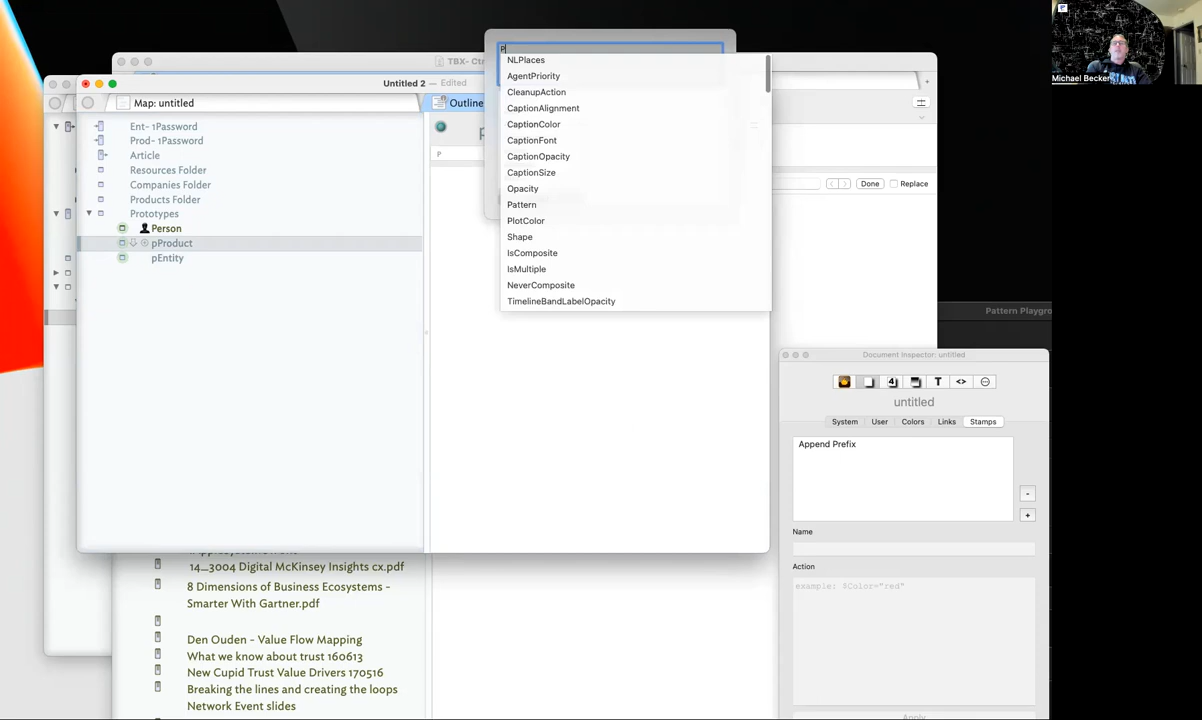 Michael Becker
P
TBX- Ctr
Untitled 2 — Edited
Map: untitled
Outline
Ent- 1Password
Prod- 1Password
Article
Resources Folder
Companies Folder
Products Folder
Prototypes
Person
pProduct
pEntity
P
NLPlaces
AgentPriority
CleanupAction
CaptionAlignment
CaptionColor
CaptionFont
CaptionOpacity
CaptionSize
Opacity
Pattern
PlotColor
Shape
IsComposite
IsMultiple
NeverComposite
TimelineBandLabelOpacity
Done
Replace
Pattern Playgro
Document Inspector: untitled
4 T <>
untitled
System User Colors Links Stamps
Append Prefix
-
+
Name
Action
example: $Color="red"
Apply
14_3004 Digital McKinsey Insights cx.pdf
8 Dimensions of Business Ecosystems -
Smarter With Gartner.pdf
Den Ouden - Value Flow Mapping
What we know about trust 160613
New Cupid Trust Value Drivers 170516
Breaking the lines and creating the loops
Network Event slides